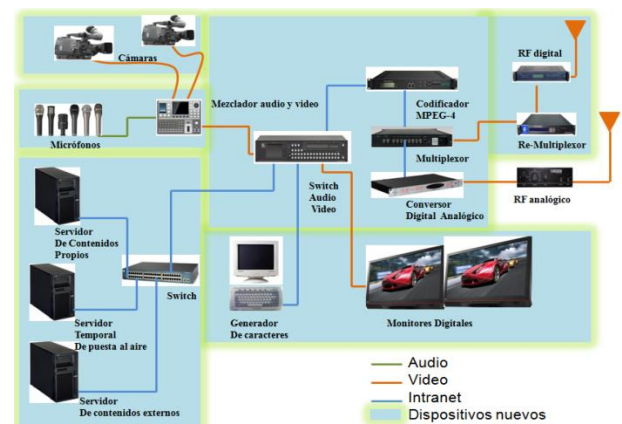 Cámaras
Micrófonos
Mezclador audio y video
Codificador
MPEG-4
Multiplexor
Conversor
Digital Analógico
Switch
Audio
Video
RF digital
Re-Multiplexor
RF analógico
Servidor
De Contenidos
Propios
Switch
Servidor
Temporal
De puesta al aire
Servidor
De contenidos externos
Generador
De caracteres
Monitores Digitales
Audio
Video
Intranet
Dispositivos nuevos